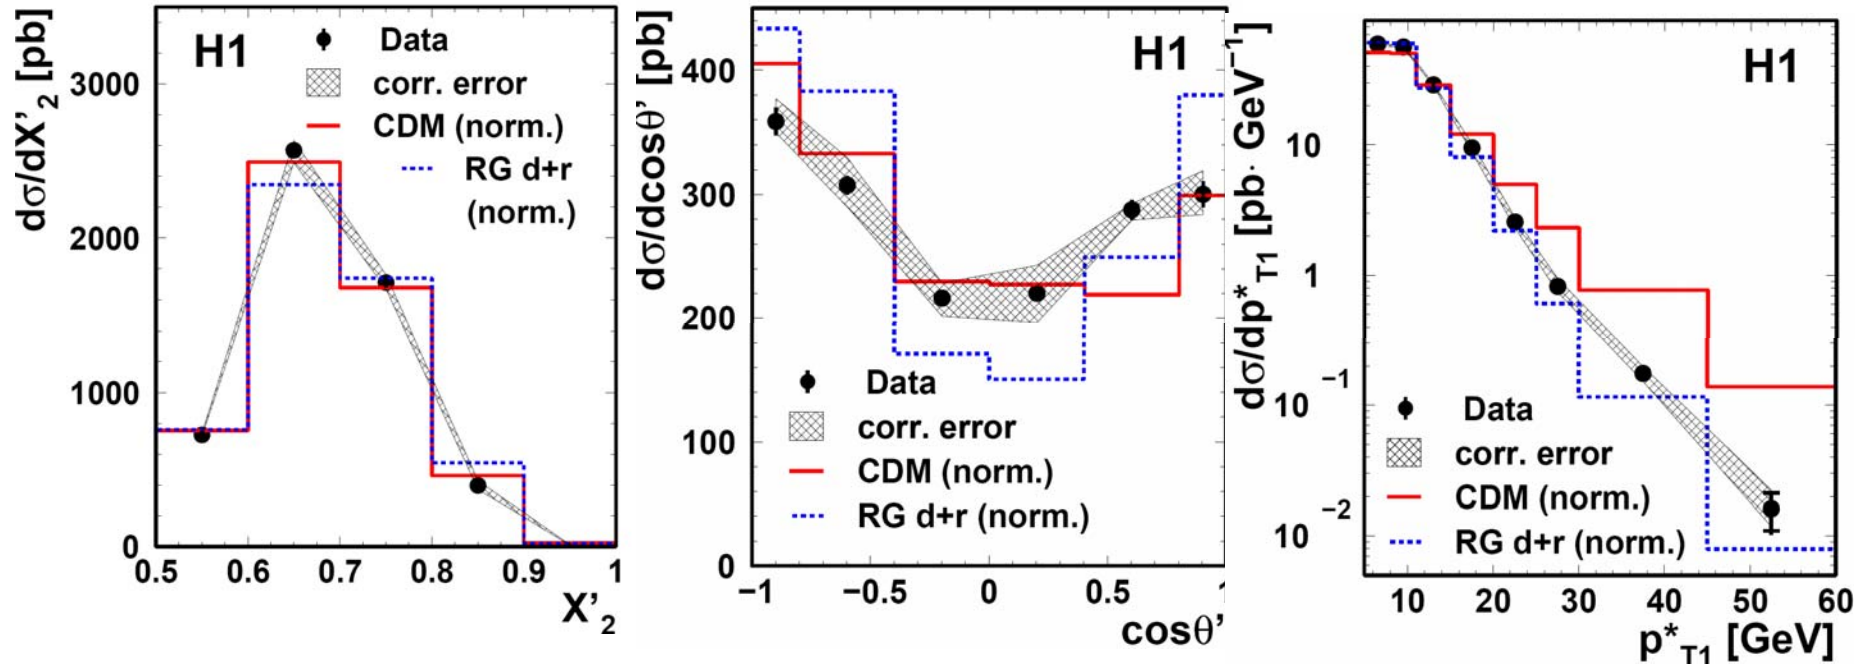 H1
Data
corr. error
CDM (norm.)
RG d+r
(norm.)
dσ/dX'₂ [pb]
3000
2000
1000
0
0.5 0.6 0.7 0.8 0.9 1
X'₂
H1
dσ/dcosθ' [pb]
400
300
200
100
0
Data
corr. error
CDM (norm.)
RG d+r (norm.)
−1 −0.5 0 0.5 1
cosθ'
H1
dσ/dp*_T1 [pb· GeV⁻¹]
10
1
10⁻¹
10⁻²
Data
corr. error
CDM (norm.)
RG d+r (norm.)
10 20 30 40 50 60
p*_T1 [GeV]